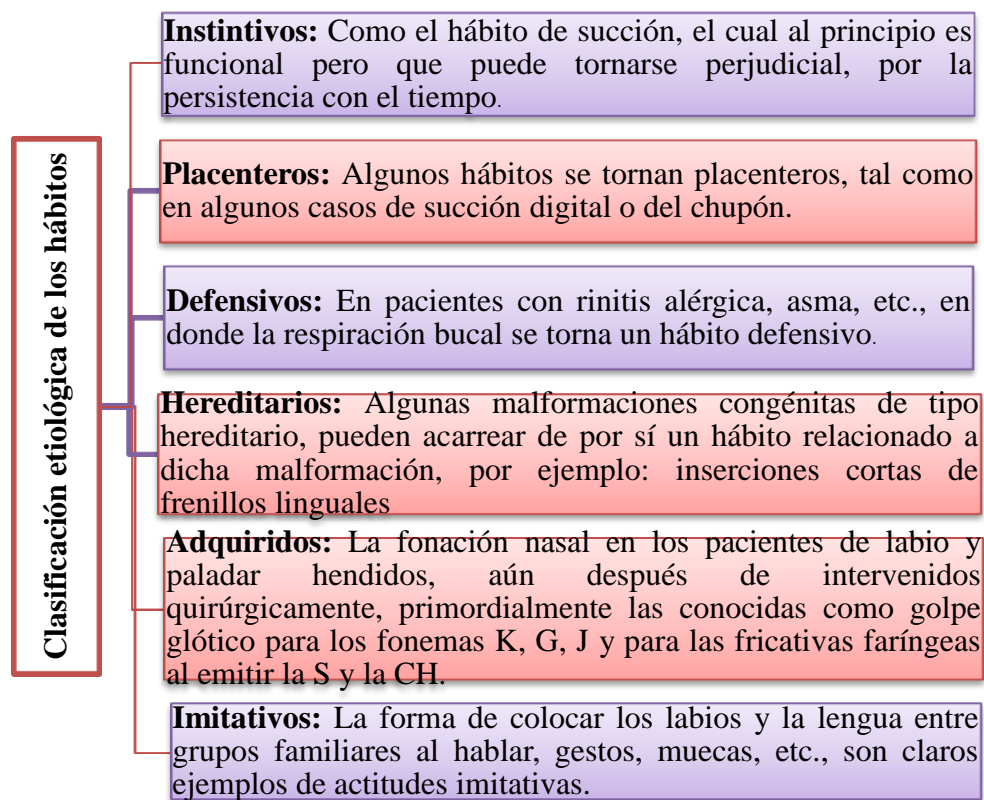 Clasificación etiológica de los hábitos
Instintivos: Como el hábito de succión, el cual al principio es
funcional pero que puede tornarse perjudicial, por la
persistencia con el tiempo.
Placenteros: Algunos hábitos se tornan placenteros, tal como
en algunos casos de succión digital o del chupón.
Defensivos: En pacientes con rinitis alérgica, asma, etc., en
donde la respiración bucal se torna un hábito defensivo.
Hereditarios: Algunas malformaciones congénitas de tipo
hereditario, pueden acarrear de por sí un hábito relacionado a
dicha malformación, por ejemplo: inserciones cortas de
frenillos linguales
Adquiridos: La fonación nasal en los pacientes de labio y
paladar hendidos, aún después de intervenidos
quirúrgicamente, primordialmente las conocidas como golpe
glótico para los fonemas K, G, J y para las fricativas faríngeas
al emitir la S y la CH.
Imitativos: La forma de colocar los labios y la lengua entre
grupos familiares al hablar, gestos, muecas, etc., son claros
ejemplos de actitudes imitativas.